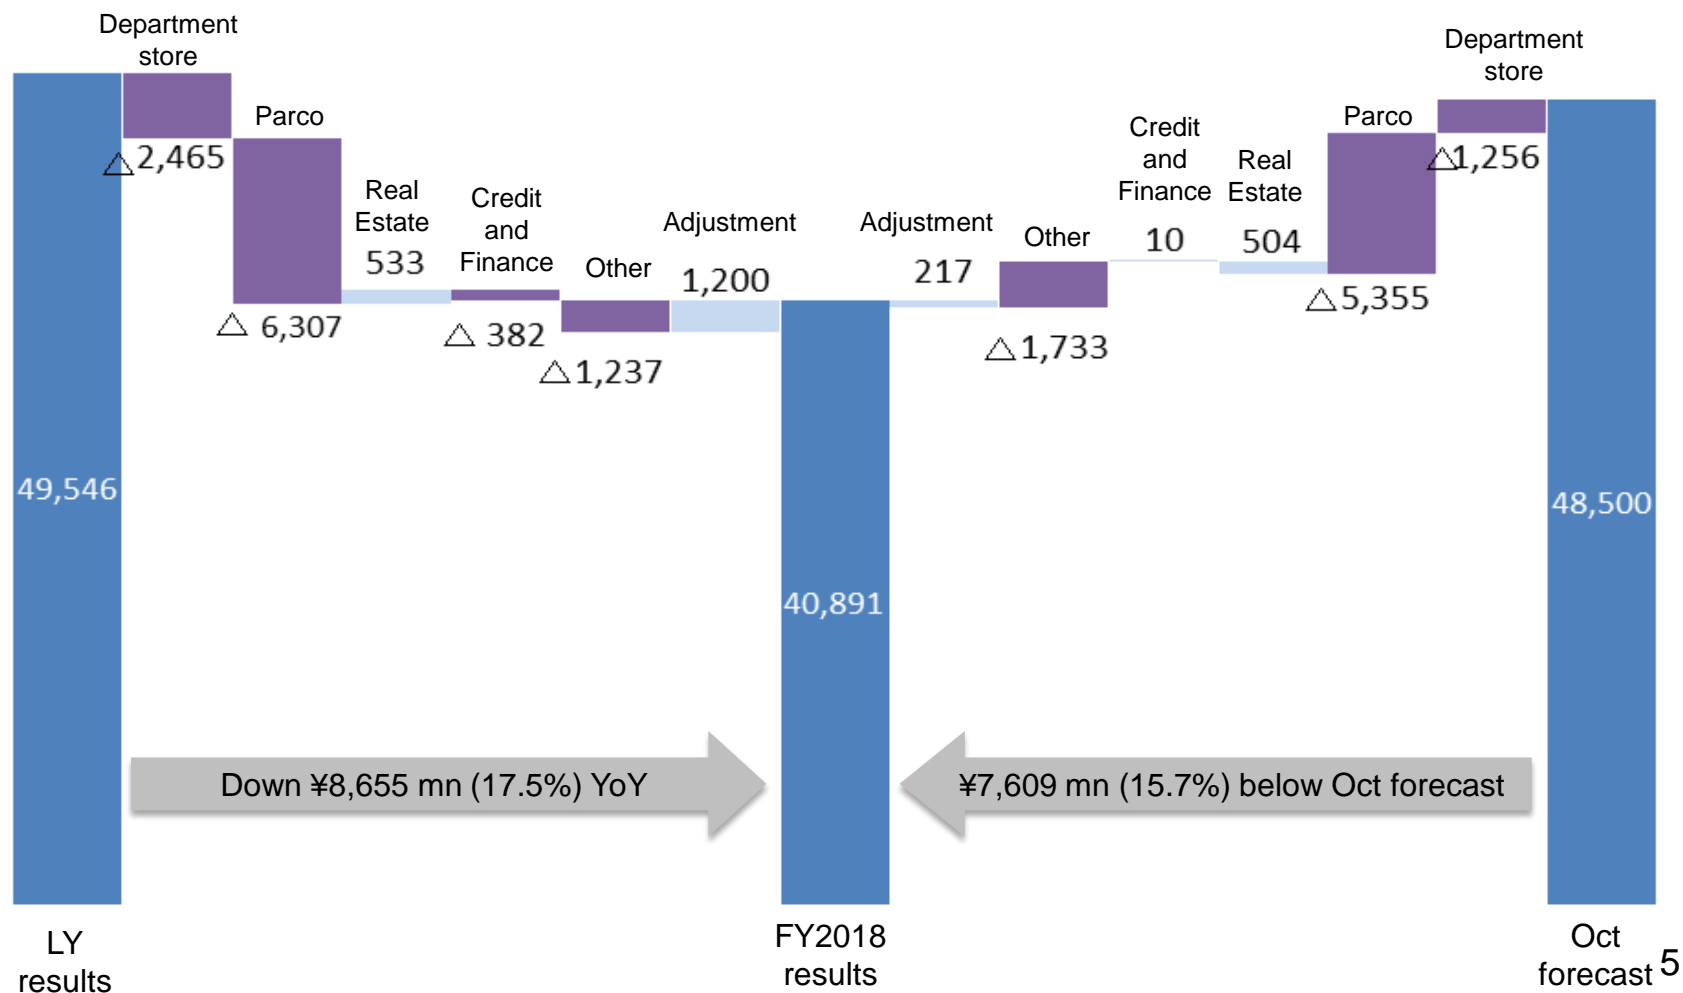 Department
store
△2,465
Parco
△ 6,307
Real
Estate
533
Credit
and
Finance
△ 382
Other
△1,237
Adjustment
1,200
Adjustment
217
Other
△1,733
Credit
and
Finance
10
Real
Estate
504
Parco
△5,355
Department
store
△1,256
49,546
40,891
48,500
Down ¥8,655 mn (17.5%) YoY
¥7,609 mn (15.7%) below Oct forecast
LY
results
FY2018
results
Oct
forecast
5